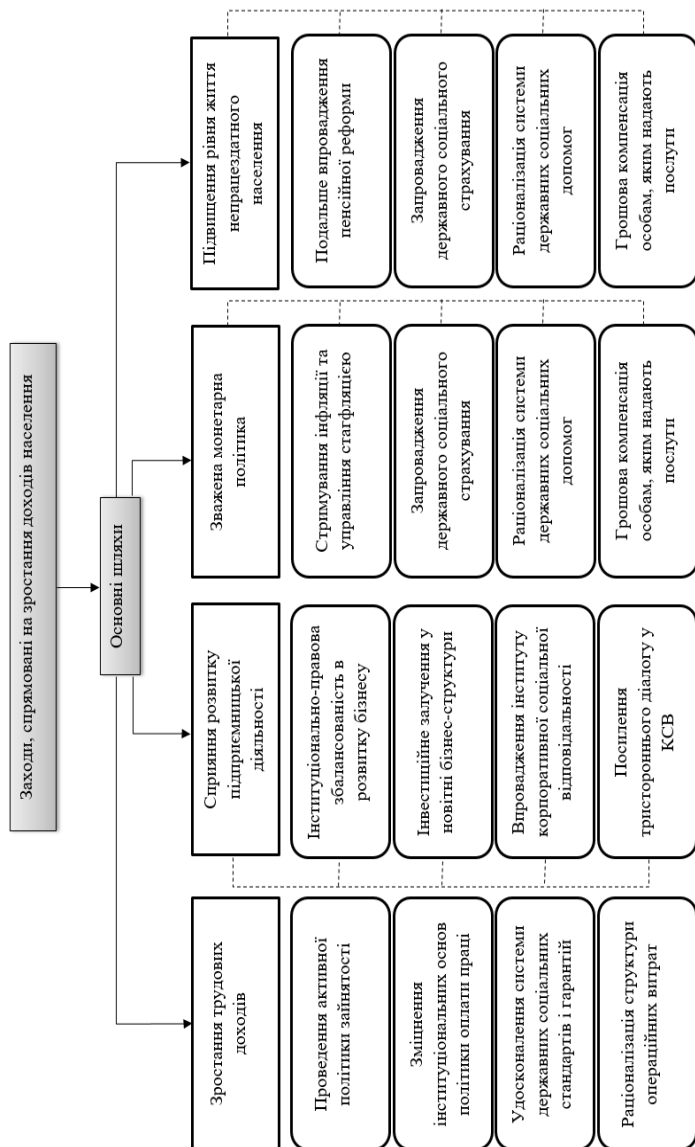 Заходи, спрямовані на зростання доходів населення
Основні шляхи
Зростання трудових
доходів
Проведення активної
політики зайнятості
Зміцнення
інституціональних основ
політики оплати праці
Удосконалення системи
державних соціальних
стандартів і гарантій
Раціоналізація структури
операційних витрат
Сприяння розвитку
підприємницької
діяльності
Інституціонально-правова
збалансованість в
розвитку бізнесу
Інвестиційне залучення у
новітні бізнес-структури
Впровадження інституту
корпоративної соціальної
відповідальності
Посилення
тристороннього діалогу у
КСВ
Зважена монетарна
політика
Стримування інфляції та
управління стагфляцією
Запровадження
державного соціального
страхування
Раціоналізація системи
державних соціальних
допомог
Грошова компенсація
особам, яким надають
послуги
Підвищення рівня життя
непрацездатного
населення
Подальше впровадження
пенсійної реформи
Запровадження
державного соціального
страхування
Раціоналізація системи
державних соціальних
допомог
Грошова компенсація
особам, яким надають
послуги